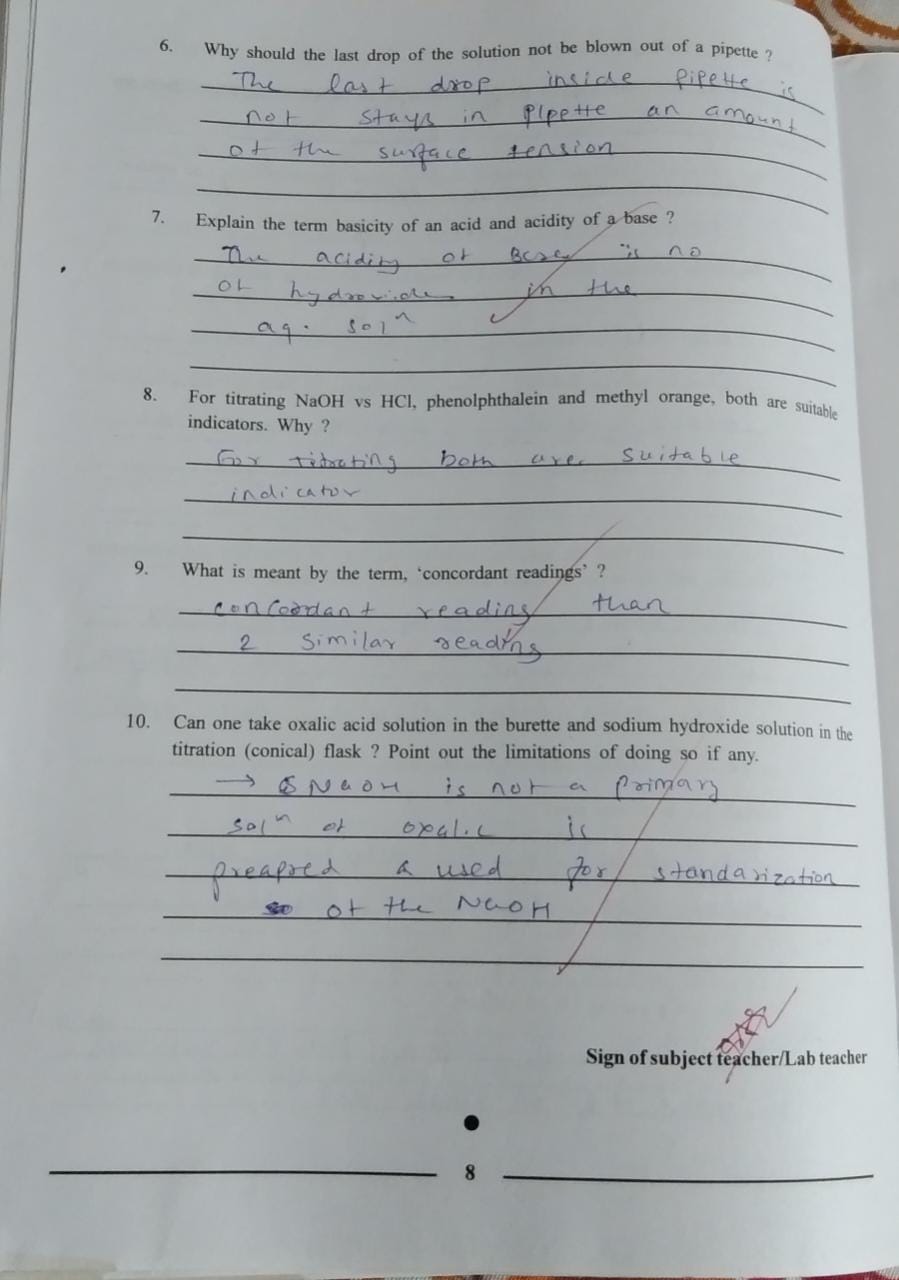 6. Why should the last drop of the solution not be blown out of a pipette ?
The last drop inside pipette is
not stays in pipette an amount
of the surface tension
7. Explain the term basicity of an acid and acidity of a base ?
The acidity of Base is no
of hydroxide in the
aq. solⁿ
8. For titrating NaOH vs HCl, phenolphthalein and methyl orange, both are suitable
indicators. Why ?
For titrating both are suitable
indicator
9. What is meant by the term, 'concordant readings' ?
concordant reading than
2 similar reading
10. Can one take oxalic acid solution in the burette and sodium hydroxide solution in the
titration (conical) flask ? Point out the limitations of doing so if any.
→ NaOH is not a primary
solⁿ of oxalic is
preapred & used for standarization
of the NaOH
Sign of subject teacher/Lab teacher
8